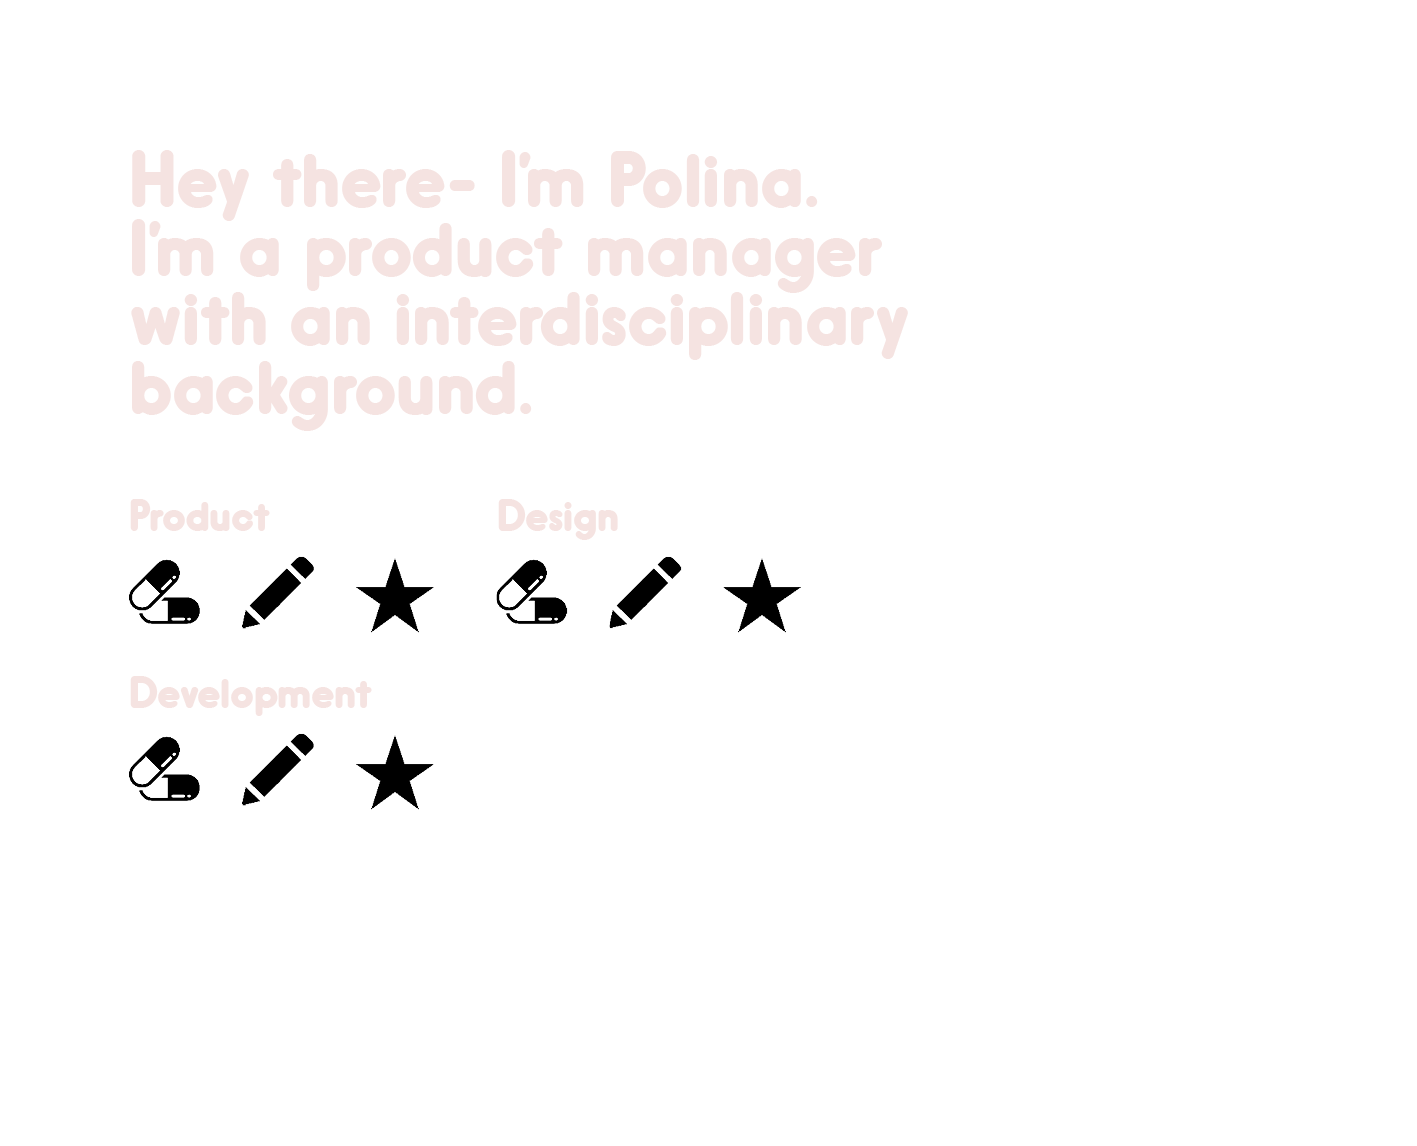 Hey there- I'm Polina.
I'm a product manager
with an interdisciplinary
background.
Product
Design
Development